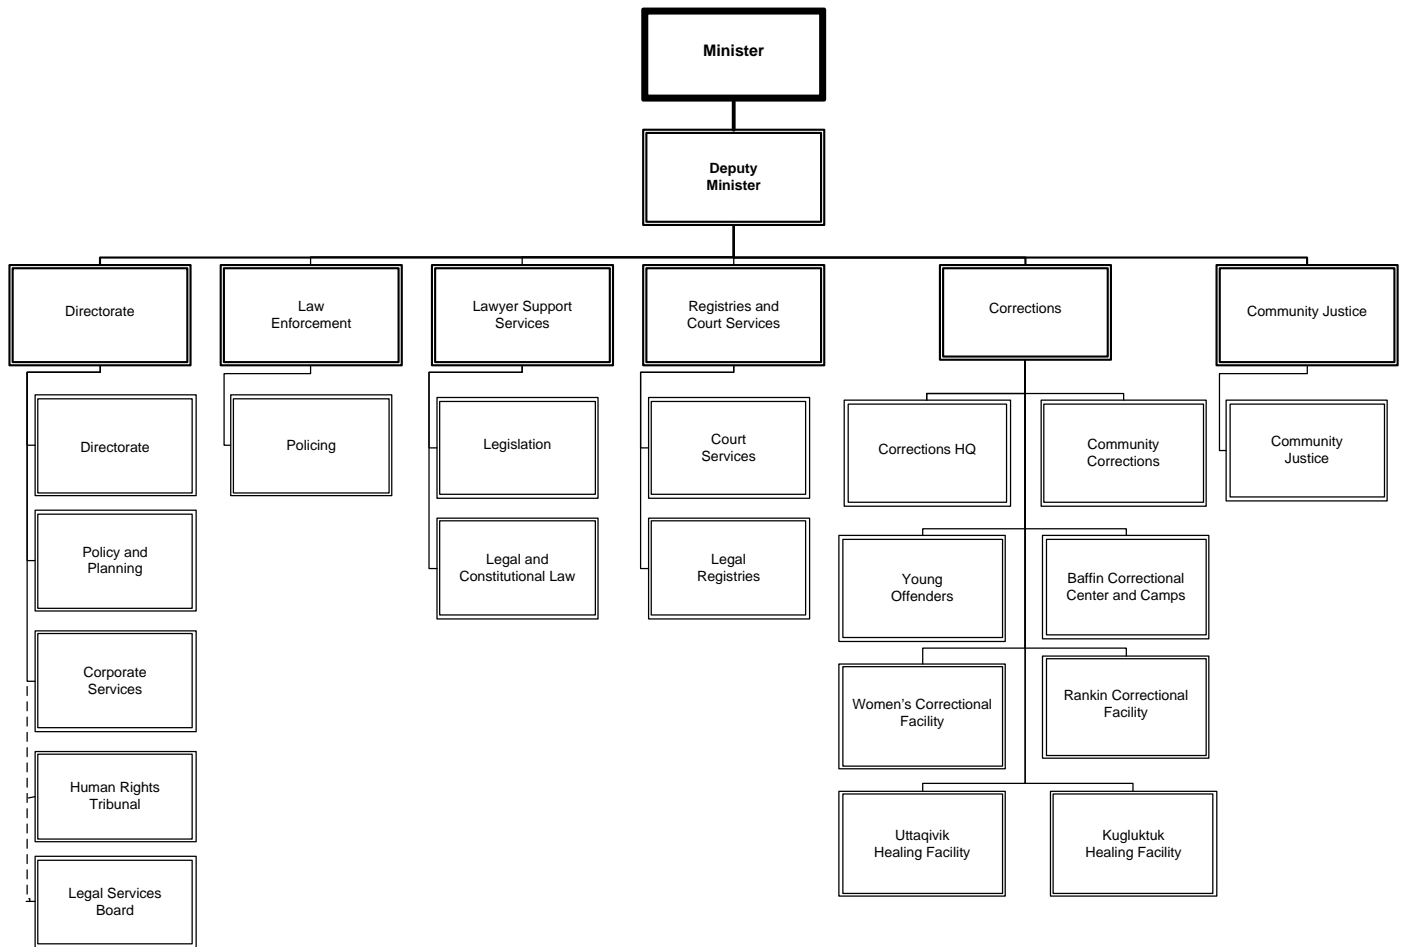 Minister
Deputy
Minister
Directorate
Law
Enforcement
Lawyer Support
Services
Registries and
Court Services
Corrections
Community Justice
Directorate
Policing
Legislation
Court
Services
Corrections HQ
Community
Corrections
Community
Justice
Policy and
Planning
Legal and
Constitutional Law
Legal
Registries
Young
Offenders
Baffin Correctional
Center and Camps
Corporate
Services
Women’s Correctional
Facility
Rankin Correctional
Facility
Human Rights
Tribunal
Uttaqivik
Healing Facility
Kugluktuk
Healing Facility
Legal Services
Board